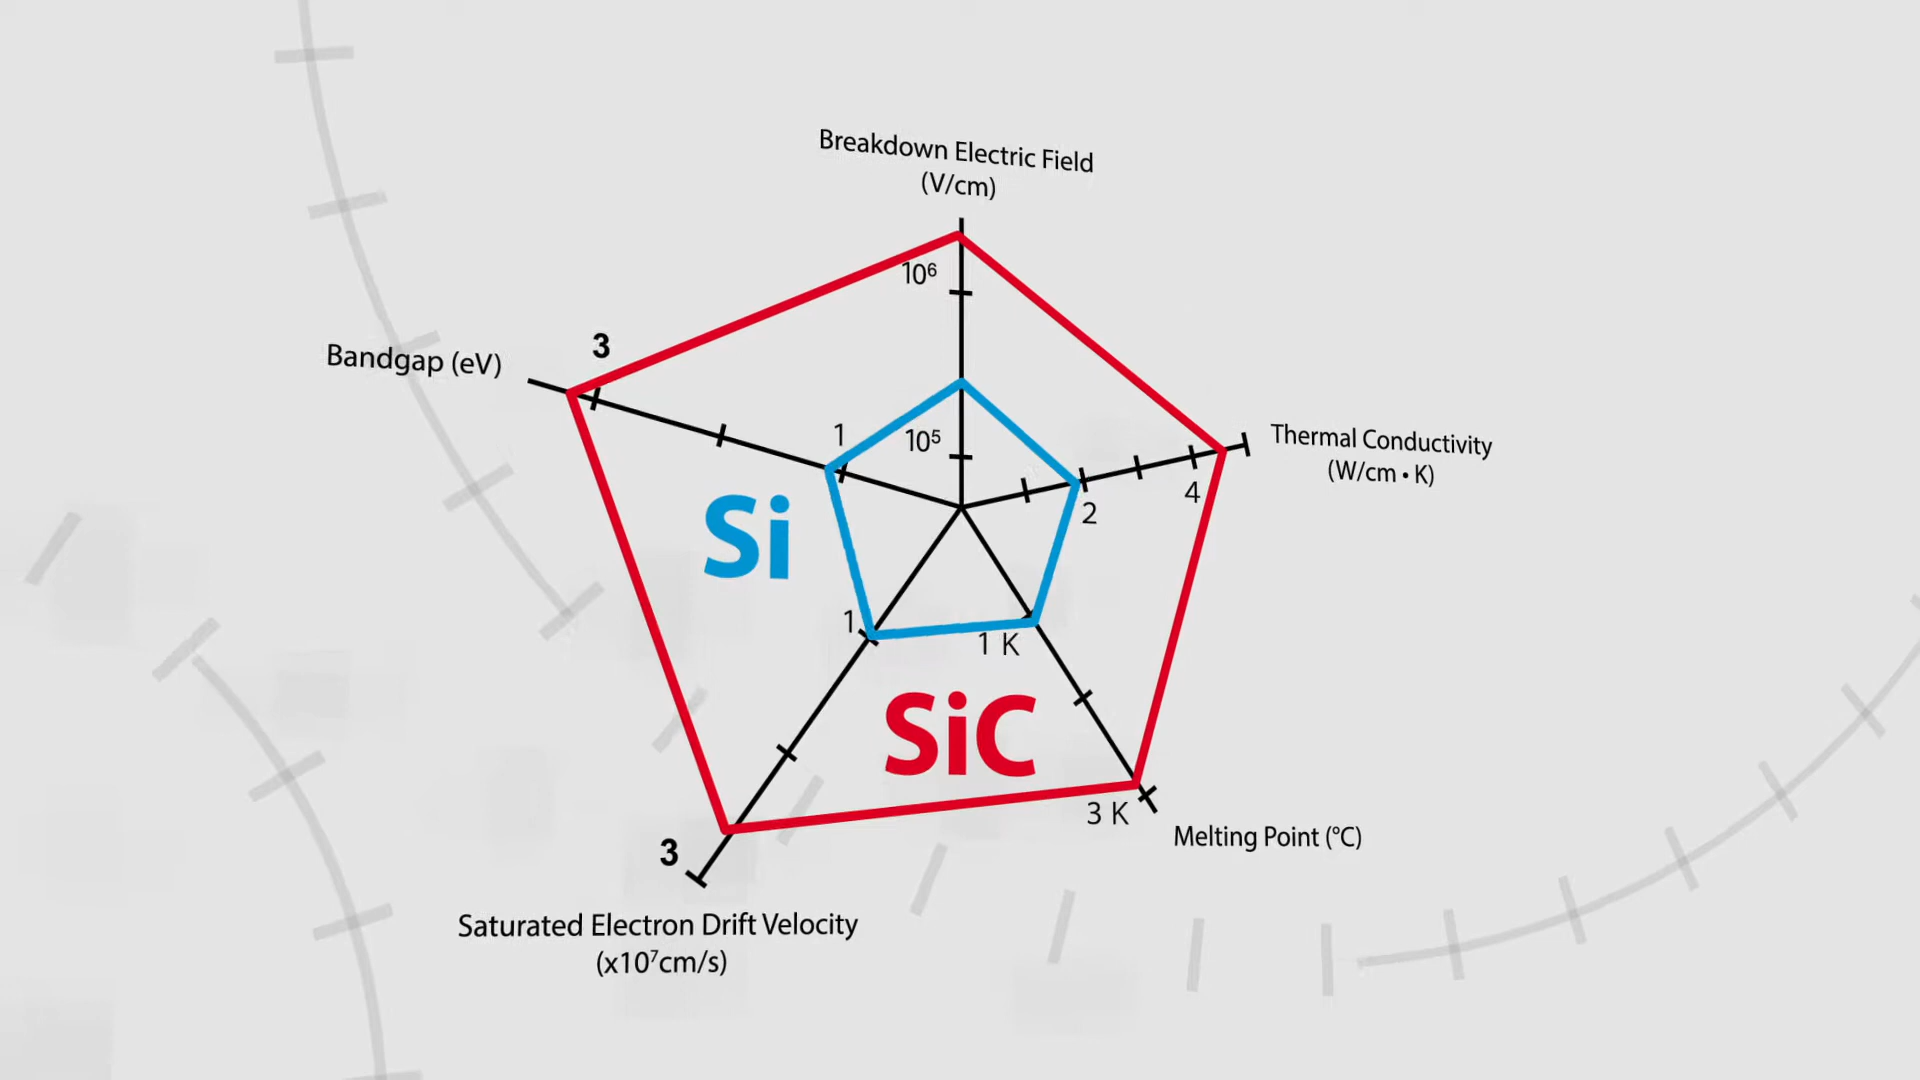 Breakdown Electric Field
(V/cm)
10⁶
3
Bandgap (eV)
1
10⁵
Thermal Conductivity
(W/cm • K)
4
2
Si
1
1 K
SiC
3 K
Melting Point (°C)
3
Saturated Electron Drift Velocity
(x10⁷cm/s)